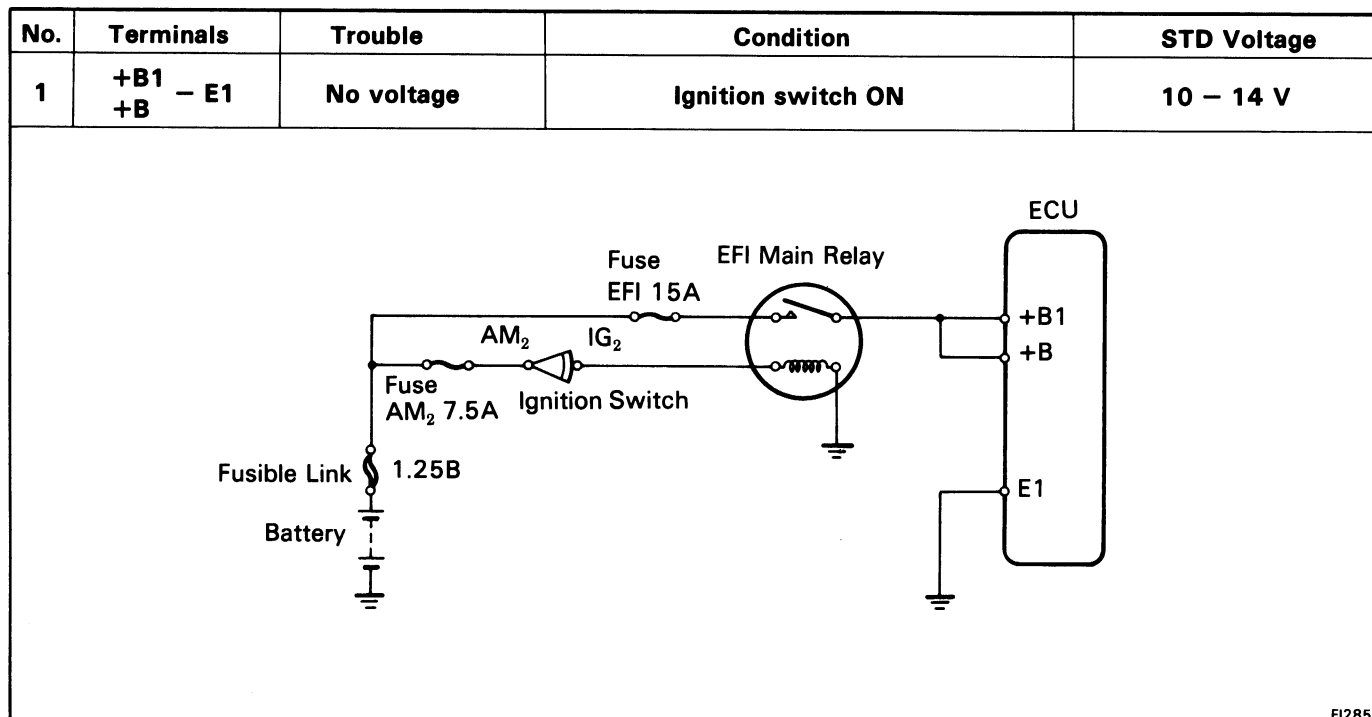 No. Terminals Trouble Condition STD Voltage
1 +B1 +B – E1 No voltage Ignition switch ON 10 – 14 V
ECU
Fuse EFI 15A
EFI Main Relay
AM₂ IG₂
+B1
+B
Fuse AM₂ 7.5A
Ignition Switch
Fusible Link 1.25B
E1
Battery